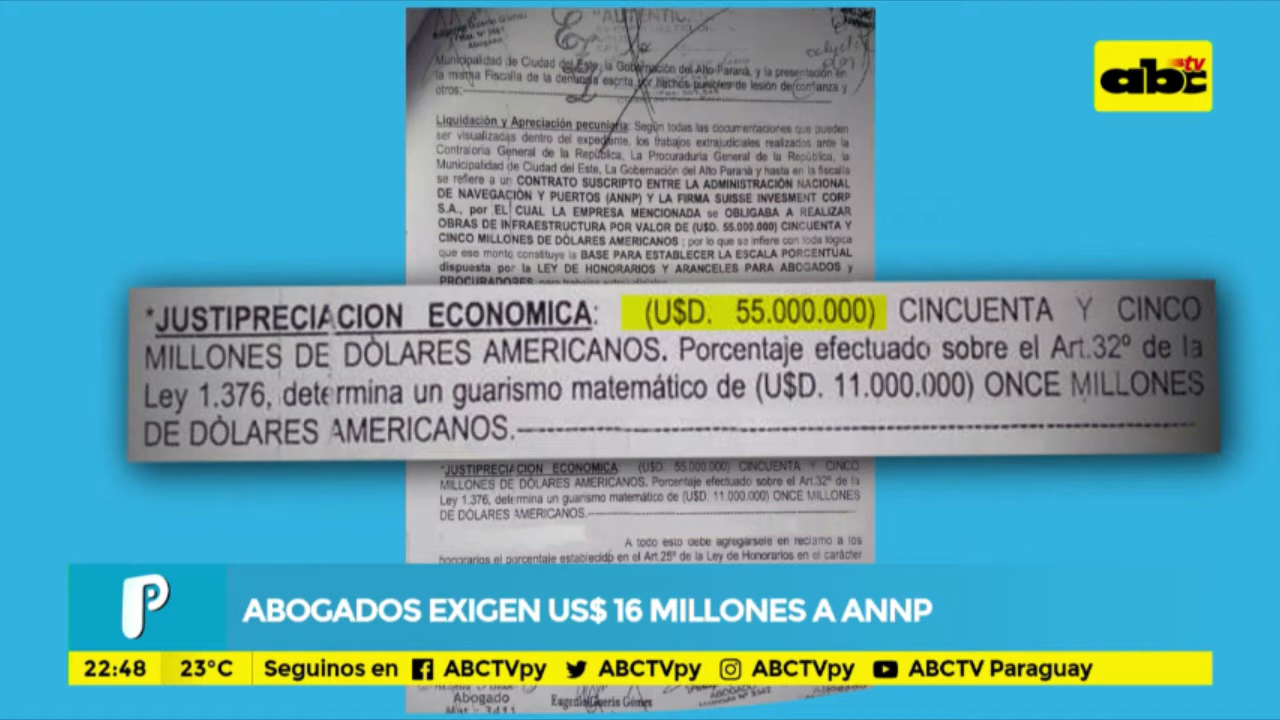 abc tv
Abogado
Municipalidad de Ciudad del Este, la Gobernación del Alto Paraná, y la presentación en
la misma Fiscalía de la denuncia escrita por hechos punibles de lesión de confianza y
otros:
Liquidación y Apreciación pecuniaria: Según todas las documentaciones que pueden
ser visualizadas dentro del expediente, los trabajos extrajudiciales realizados ante la
Contraloría General de la República, La Procuraduría General de la República, la
Municipalidad de Ciudad del Este, La Gobernación del Alto Paraná y hasta en la fiscalía
se refiere a un CONTRATO SUSCRIPTO ENTRE LA ADMINISTRACIÓN NACIONAL
DE NAVEGACIÓN Y PUERTOS (ANNP) Y LA FIRMA SUISSE INVESMENT CORP
S.A., por EL CUAL LA EMPRESA MENCIONADA se OBLIGABA A REALIZAR
OBRAS DE INFRAESTRUCTURA POR VALOR DE (U$D. 55.000.000) CINCUENTA Y
CINCO MILLONES DE DÒLARES AMERICANOS ; por lo que se infiere con toda lógica
que ese monto constituye la BASE PARA ESTABLECER LA ESCALA PORCENTUAL
dispuesta por la LEY DE HONORARIOS Y ARANCELES PARA ABOGADOS y
PROCURADORES
*JUSTIPRECIACION ECONOMICA: (U$D. 55.000.000) CINCUENTA Y CINCO
MILLONES DE DÒLARES AMERICANOS. Porcentaje efectuado sobre el Art.32º de la
Ley 1.376, determina un guarismo matemático de (U$D. 11.000.000) ONCE MILLONES
DE DÒLARES AMERICANOS.
*JUSTIPRECIACION ECONOMICA: (U$D. 55.000.000) CINCUENTA Y CINCO
MILLONES DE DÒLARES AMERICANOS. Porcentaje efectuado sobre el Art.32º de la
Ley 1.376, determina un guarismo matemático de (U$D. 11.000.000) ONCE MILLONES
DE DÒLARES AMERICANOS.
A todo esto debe agregársele en reclamo a los
honorarios el porcentaje establecido en el Art.25º de la Ley de Honorarios en el carácter
P ABOGADOS EXIGEN US$ 16 MILLONES A ANNP
22:48 23°C Seguinos en ABCTVpy ABCTVpy ABCTVpy ABCTV Paraguay
Abogado